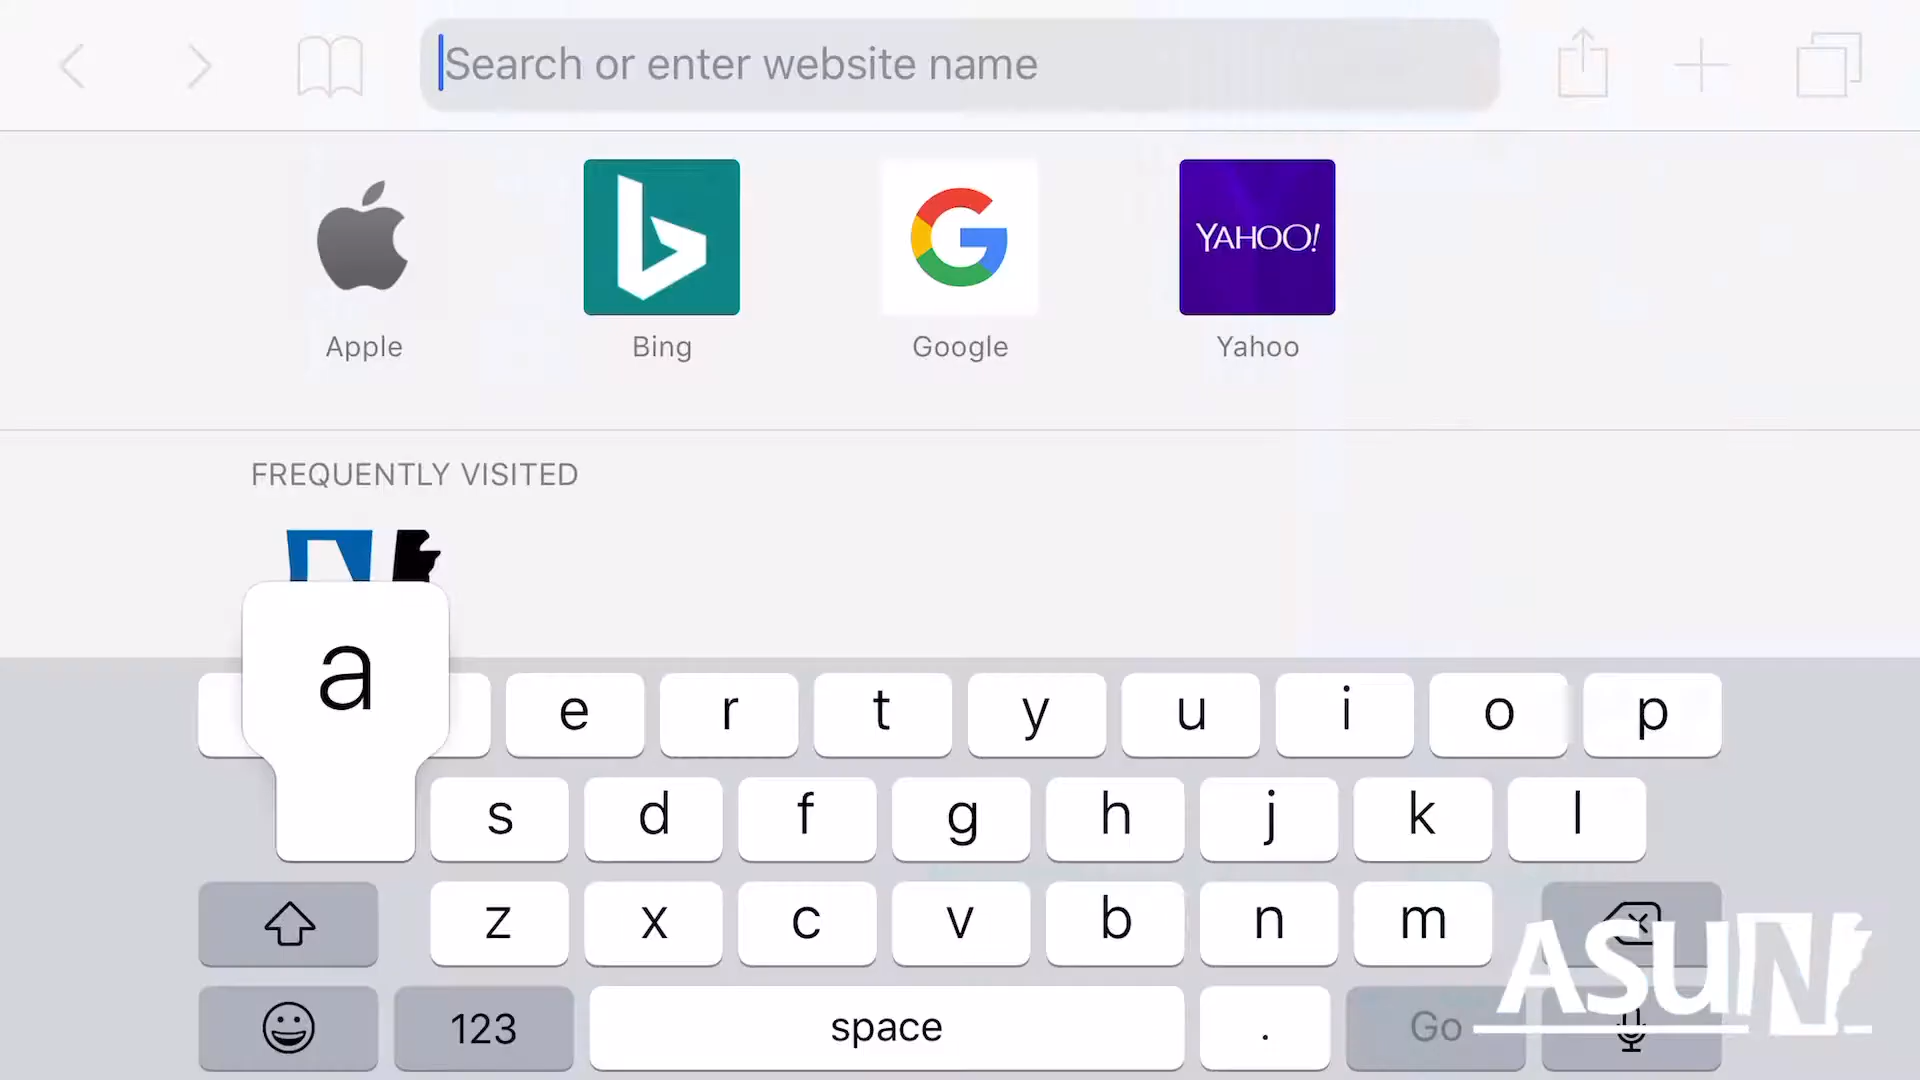 Search or enter website name
YAHOO!
Apple Bing Google Yahoo
FREQUENTLY VISITED
a
e r t y u i o p
s d f g h j k l
z x c v b n m
123 space . Go
ASUN